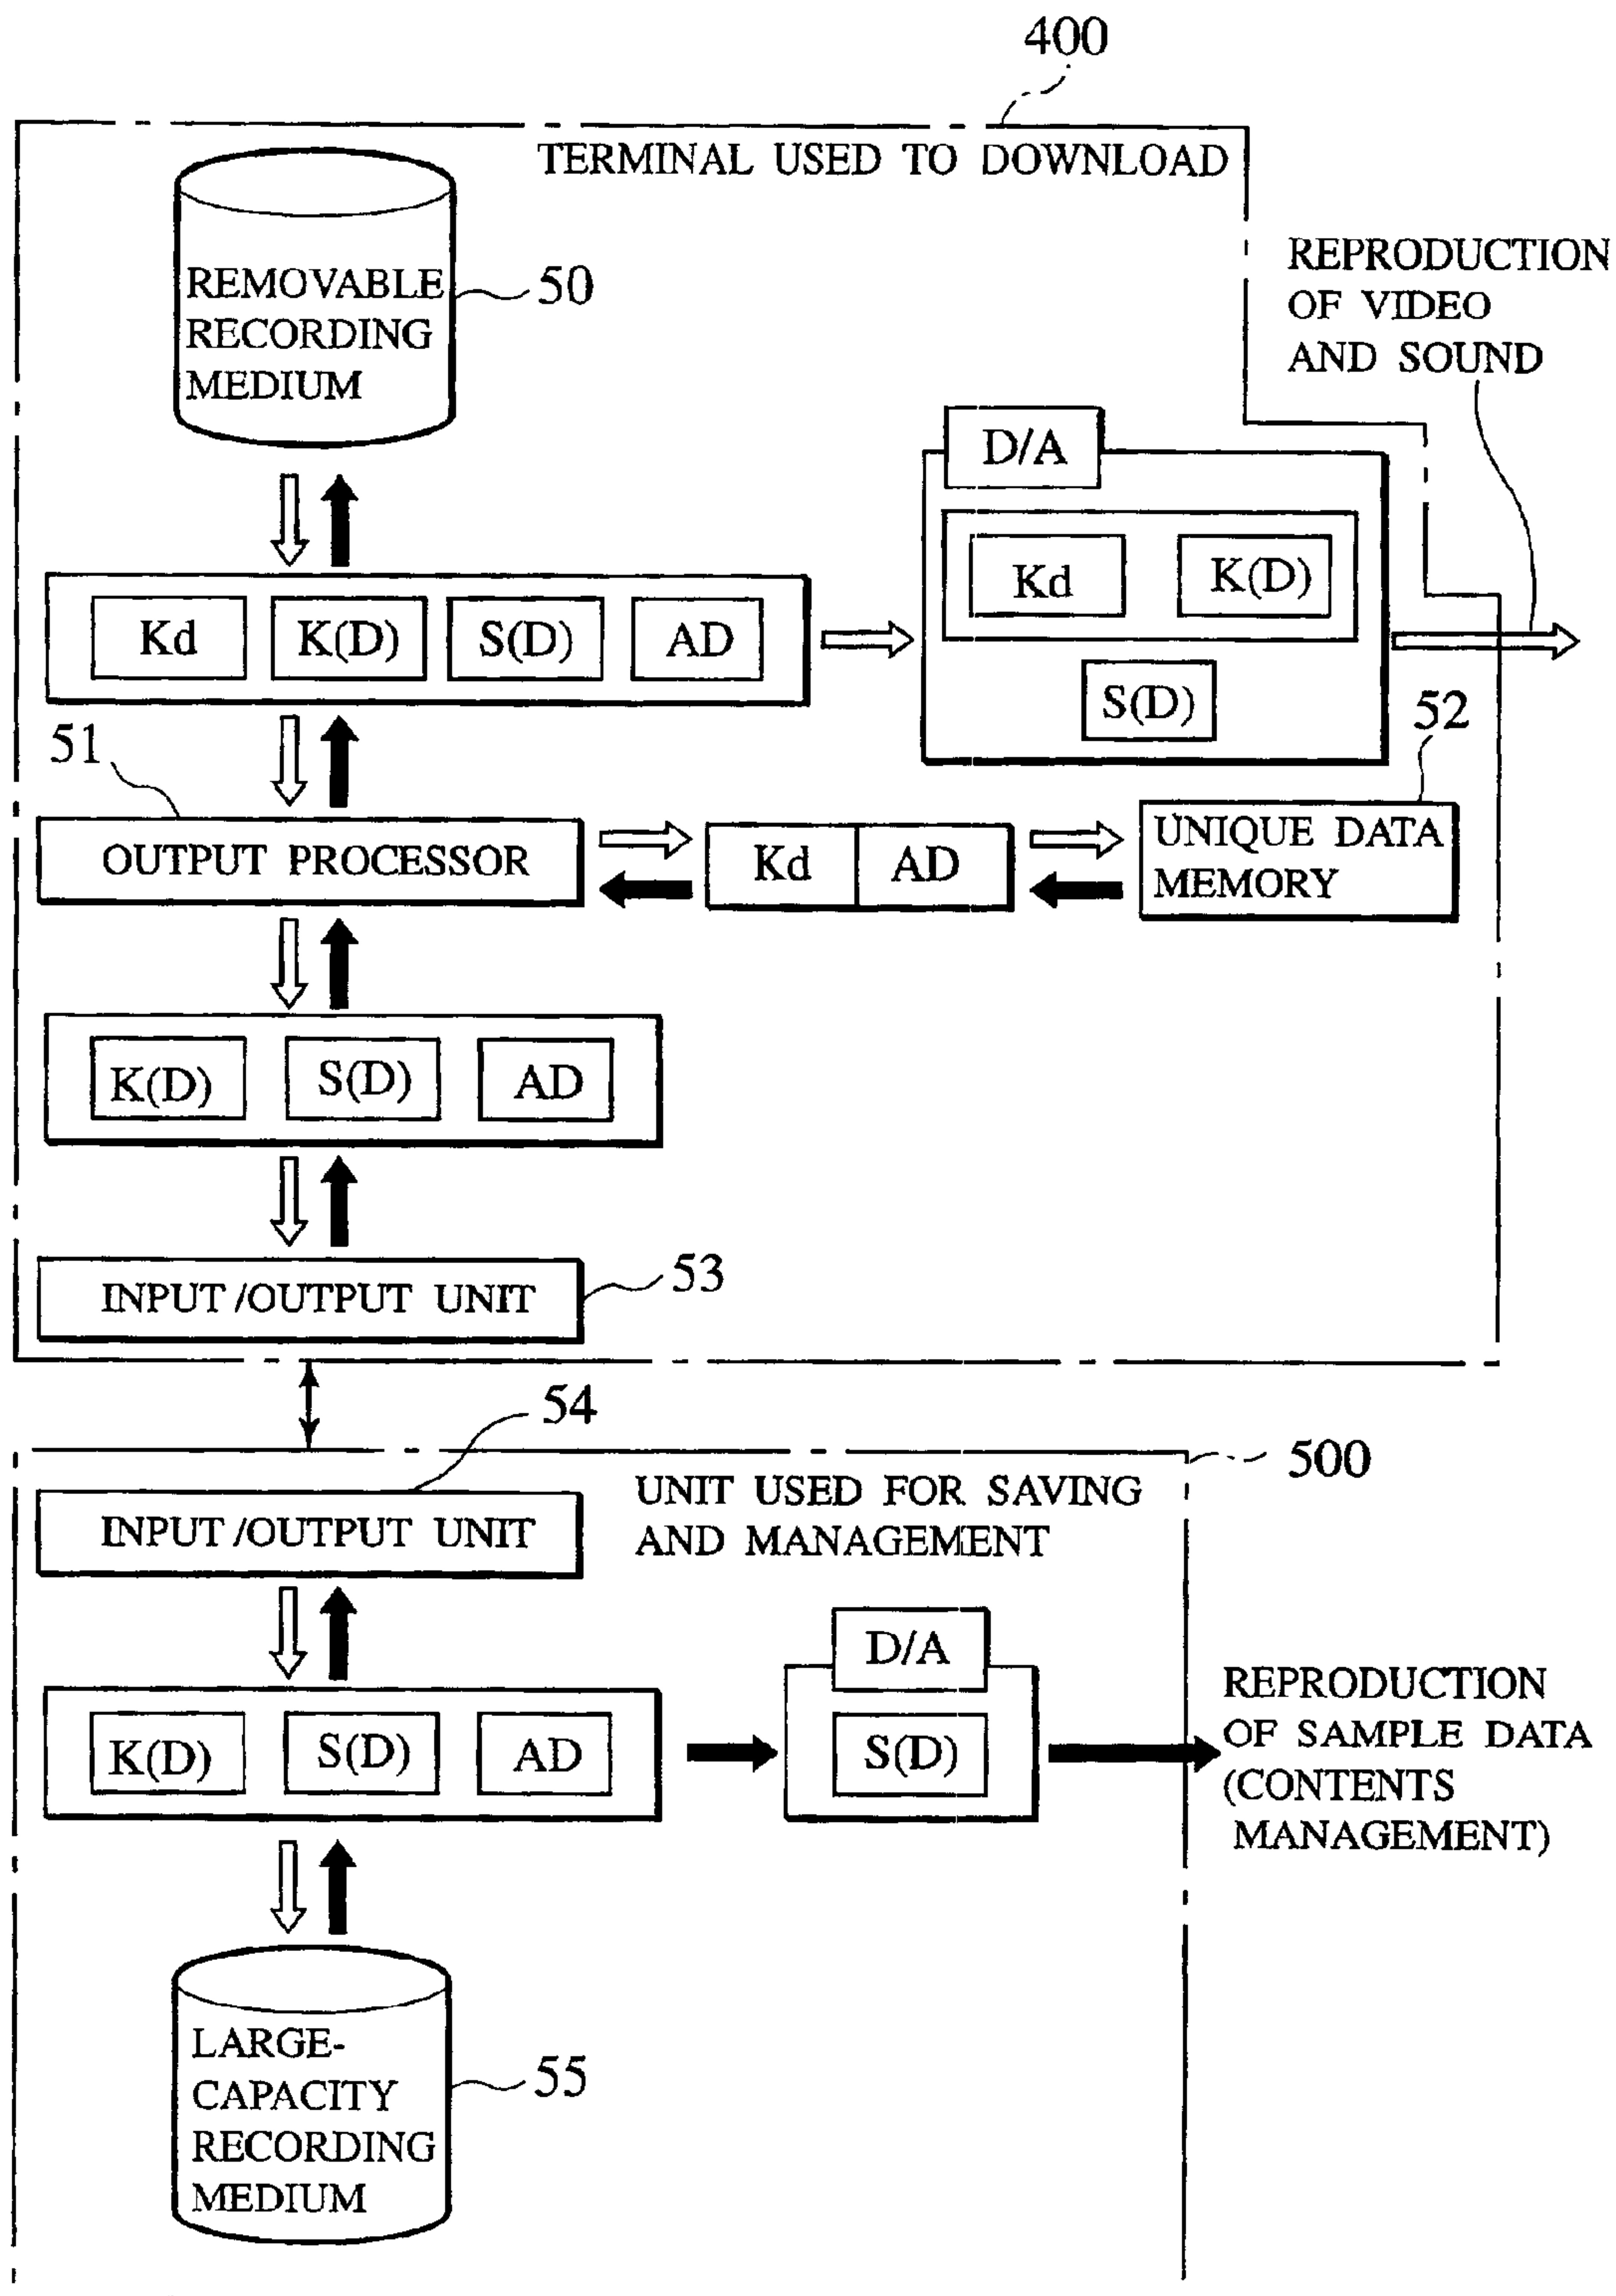 400
TERMINAL USED TO DOWNLOAD
REMOVABLE
RECORDING
MEDIUM
50
REPRODUCTION
OF VIDEO
AND SOUND
D/A
Kd
K(D)
S(D)
Kd
K(D)
S(D)
AD
51
52
OUTPUT PROCESSOR
Kd
AD
UNIQUE DATA
MEMORY
K(D)
S(D)
AD
INPUT/OUTPUT UNIT
53
54
500
INPUT/OUTPUT UNIT
UNIT USED FOR SAVING
AND MANAGEMENT
K(D)
S(D)
AD
D/A
S(D)
REPRODUCTION
OF SAMPLE DATA
(CONTENTS
MANAGEMENT)
LARGE-
CAPACITY
RECORDING
MEDIUM
55